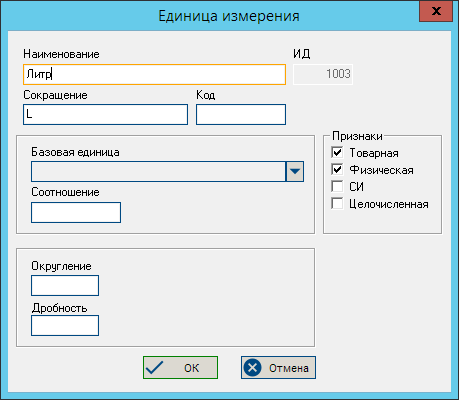 Единица измерения
x
Наименование
ИД
Литр
1003
Сокращение
Код
L
Базовая единица
Соотношение
Признаки
Товарная
Физическая
СИ
Целочисленная
Округление
Дробность
ОК
Отмена